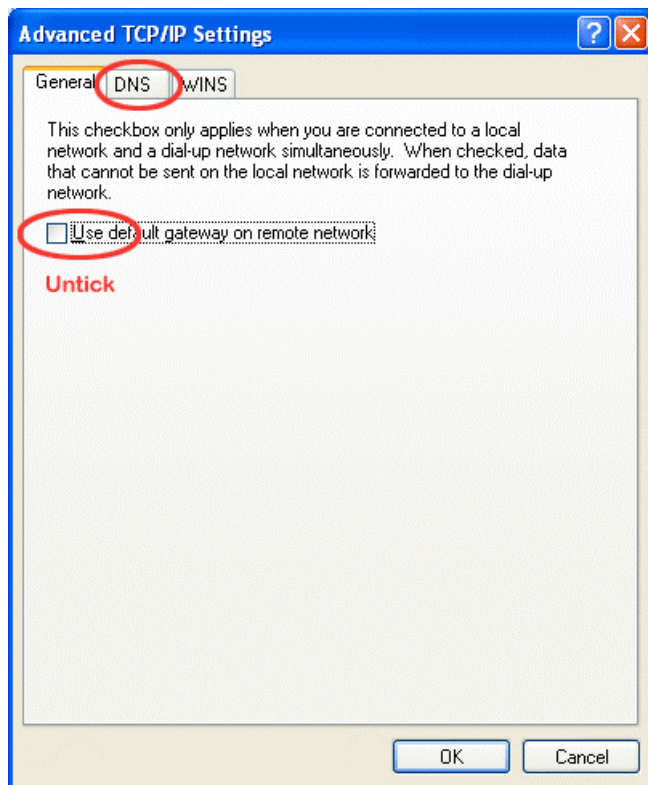 Advanced TCP/IP Settings
General DNS WINS
This checkbox only applies when you are connected to a local
network and a dial-up network simultaneously. When checked, data
that cannot be sent on the local network is forwarded to the dial-up
network.
Use default gateway on remote network
Untick
OK Cancel